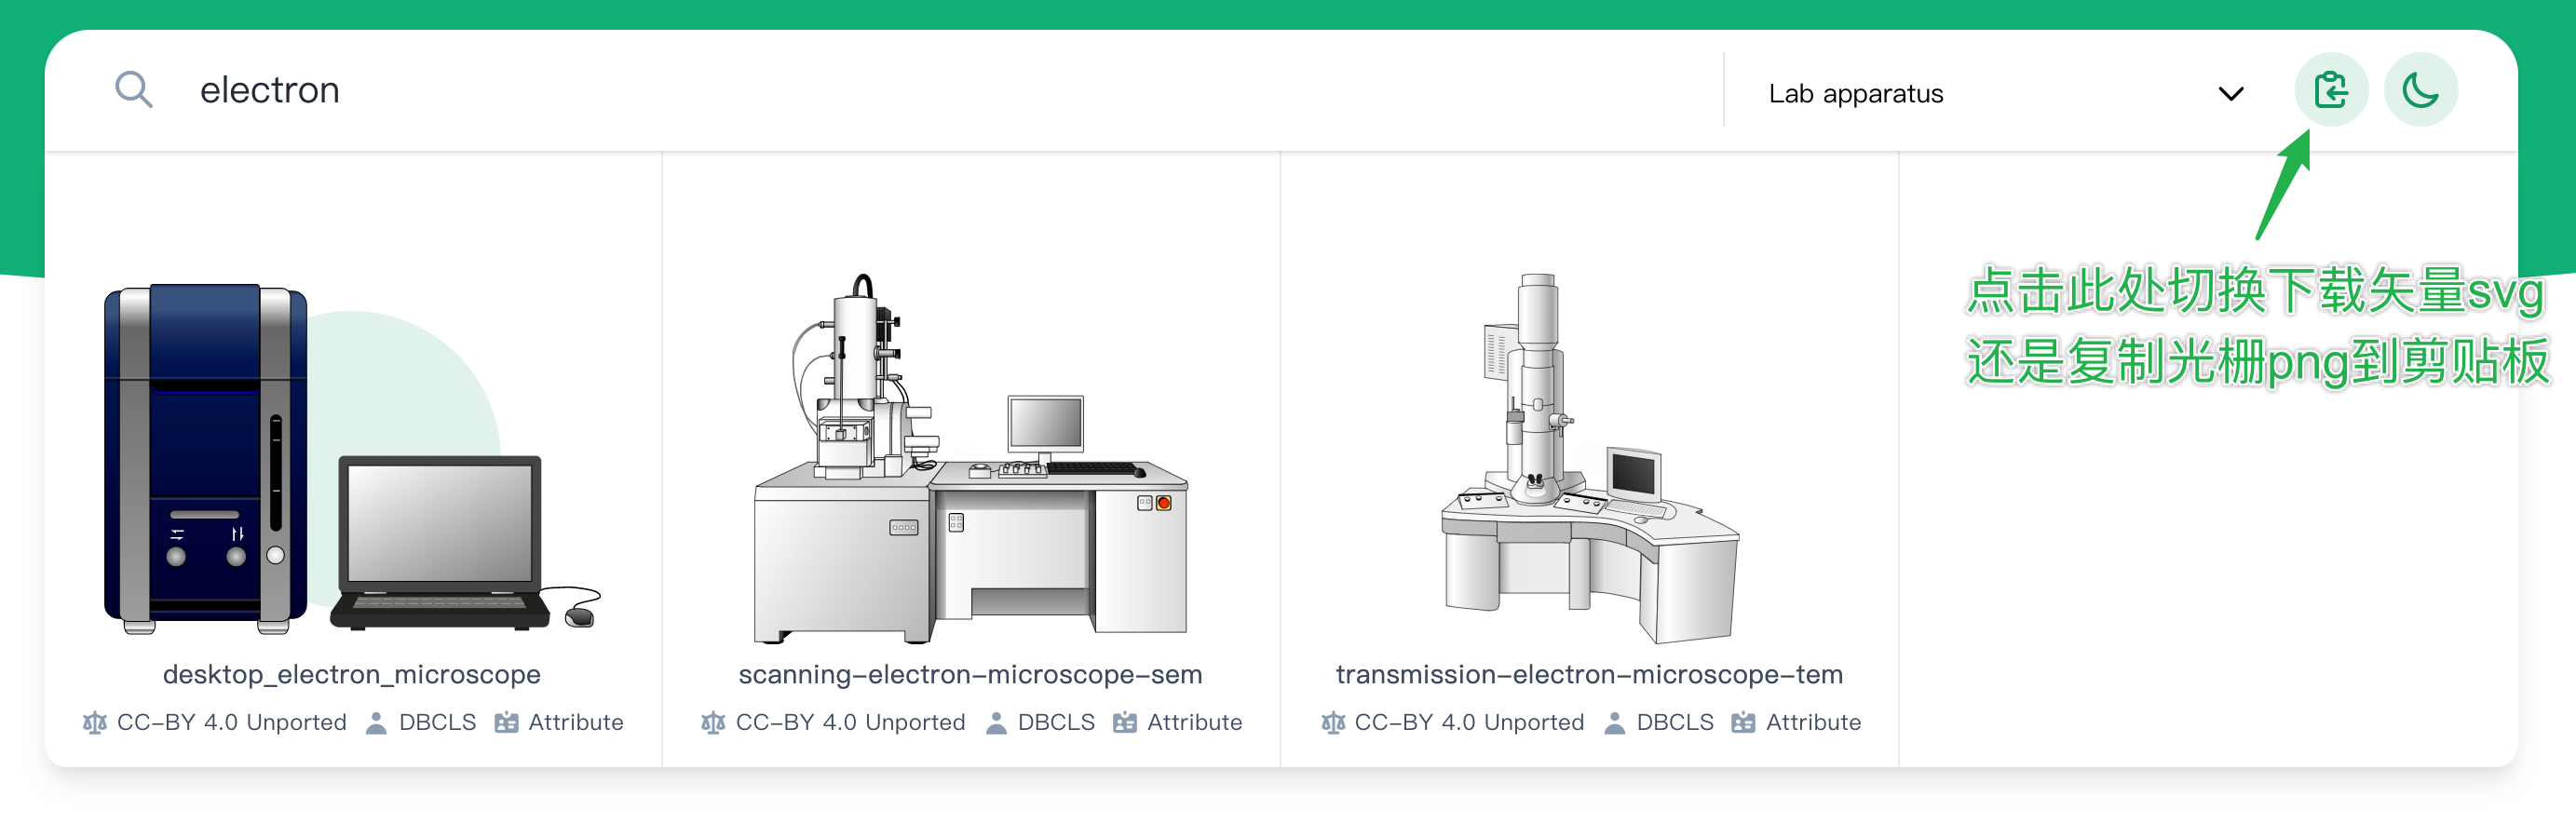 electron
Lab apparatus
点击此处切换下载矢量svg
还是复制光栅png到剪贴板
desktop_electron_microscope
CC-BY 4.0 Unported DBCLS Attribute
scanning-electron-microscope-sem
CC-BY 4.0 Unported DBCLS Attribute
transmission-electron-microscope-tem
CC-BY 4.0 Unported DBCLS Attribute